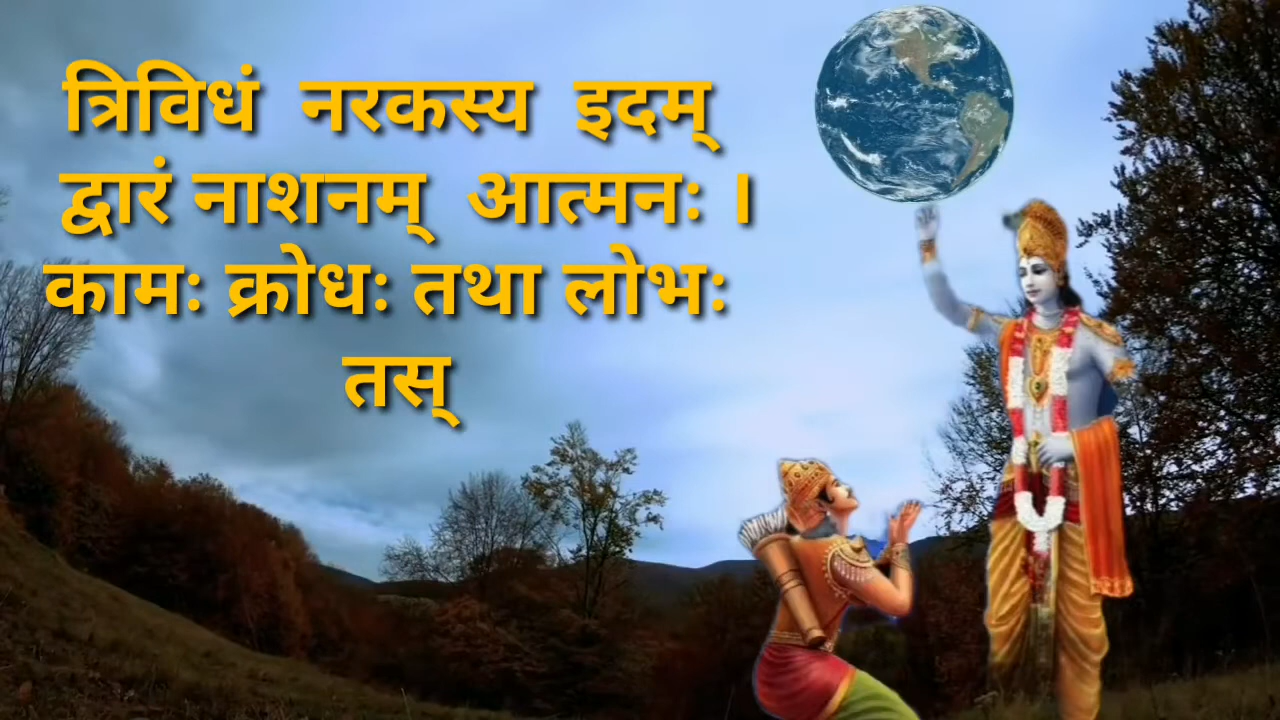 त्रिविधं नरकस्य इदम्
द्वारं नाशनम् आत्मनः ।
कामः क्रोधः तथा लोभः
तस्